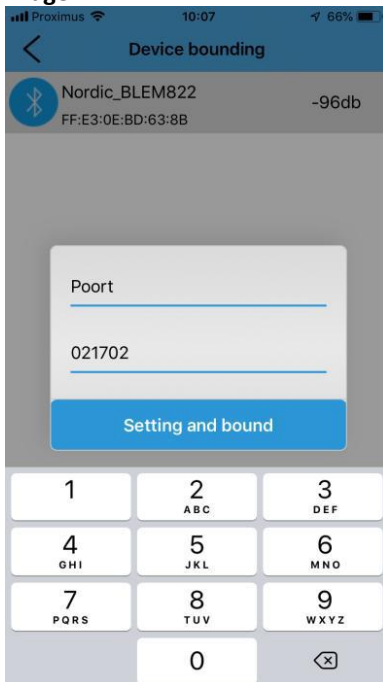 Proximus 10:07 66%
Device bounding
Nordic_BLEM822
-96db
FF:E3:0E:BD:63:8B
Poort
021702
Setting and bound
1 2 3
ABC DEF
4 5 6
GHI JKL MNO
7 8 9
PQRS TUV WXYZ
0